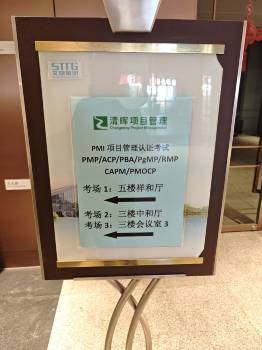 STTG
清晖项目管理
Changeway Project Management
PMI 项目管理认证考试
PMP/ACP/PBA/PgMP/RMP
CAPM/PMOCP
考场 1：五楼祥和厅
考场 2：三楼中和厅
考场 3：三楼会议室 3